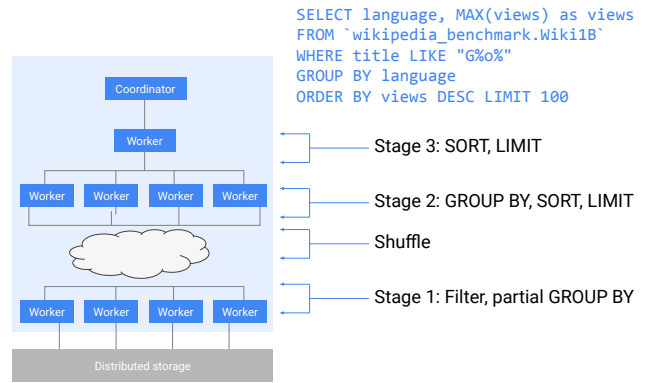 SELECT language, MAX(views) as views
FROM `wikipedia_benchmark.Wiki1B`
WHERE title LIKE "G%o%"
GROUP BY language
ORDER BY views DESC LIMIT 100
Coordinator
Worker
Stage 3: SORT, LIMIT
Worker Worker Worker Worker
Stage 2: GROUP BY, SORT, LIMIT
Shuffle
Stage 1: Filter, partial GROUP BY
Worker Worker Worker Worker
Distributed storage